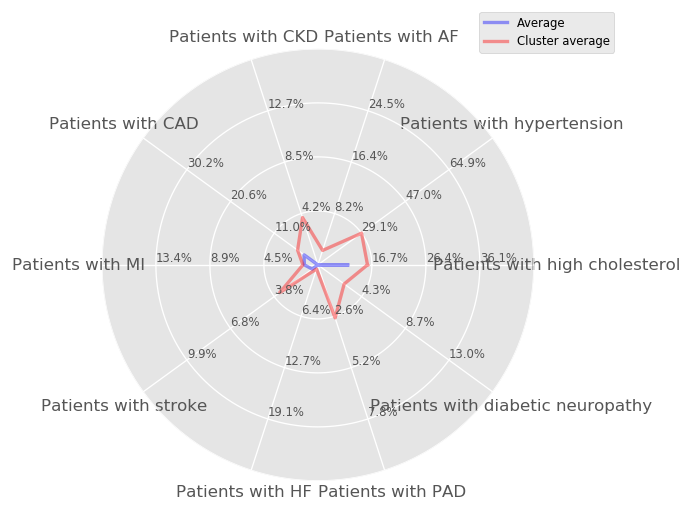 Average
Cluster average
Patients with CKD Patients with AF
12.7% 24.5%
Patients with CAD Patients with hypertension
8.5% 16.4%
30.2% 64.9%
20.6% 47.0%
4.2% 8.2%
11.0% 29.1%
Patients with MI 13.4% 8.9% 4.5% 16.7% 26.4% 36.1% Patients with high cholesterol
3.8% 4.3%
6.4% 2.6%
6.8% 8.7%
9.9% 13.0%
12.7% 5.2%
Patients with stroke Patients with diabetic neuropathy
19.1% 7.8%
Patients with HF Patients with PAD